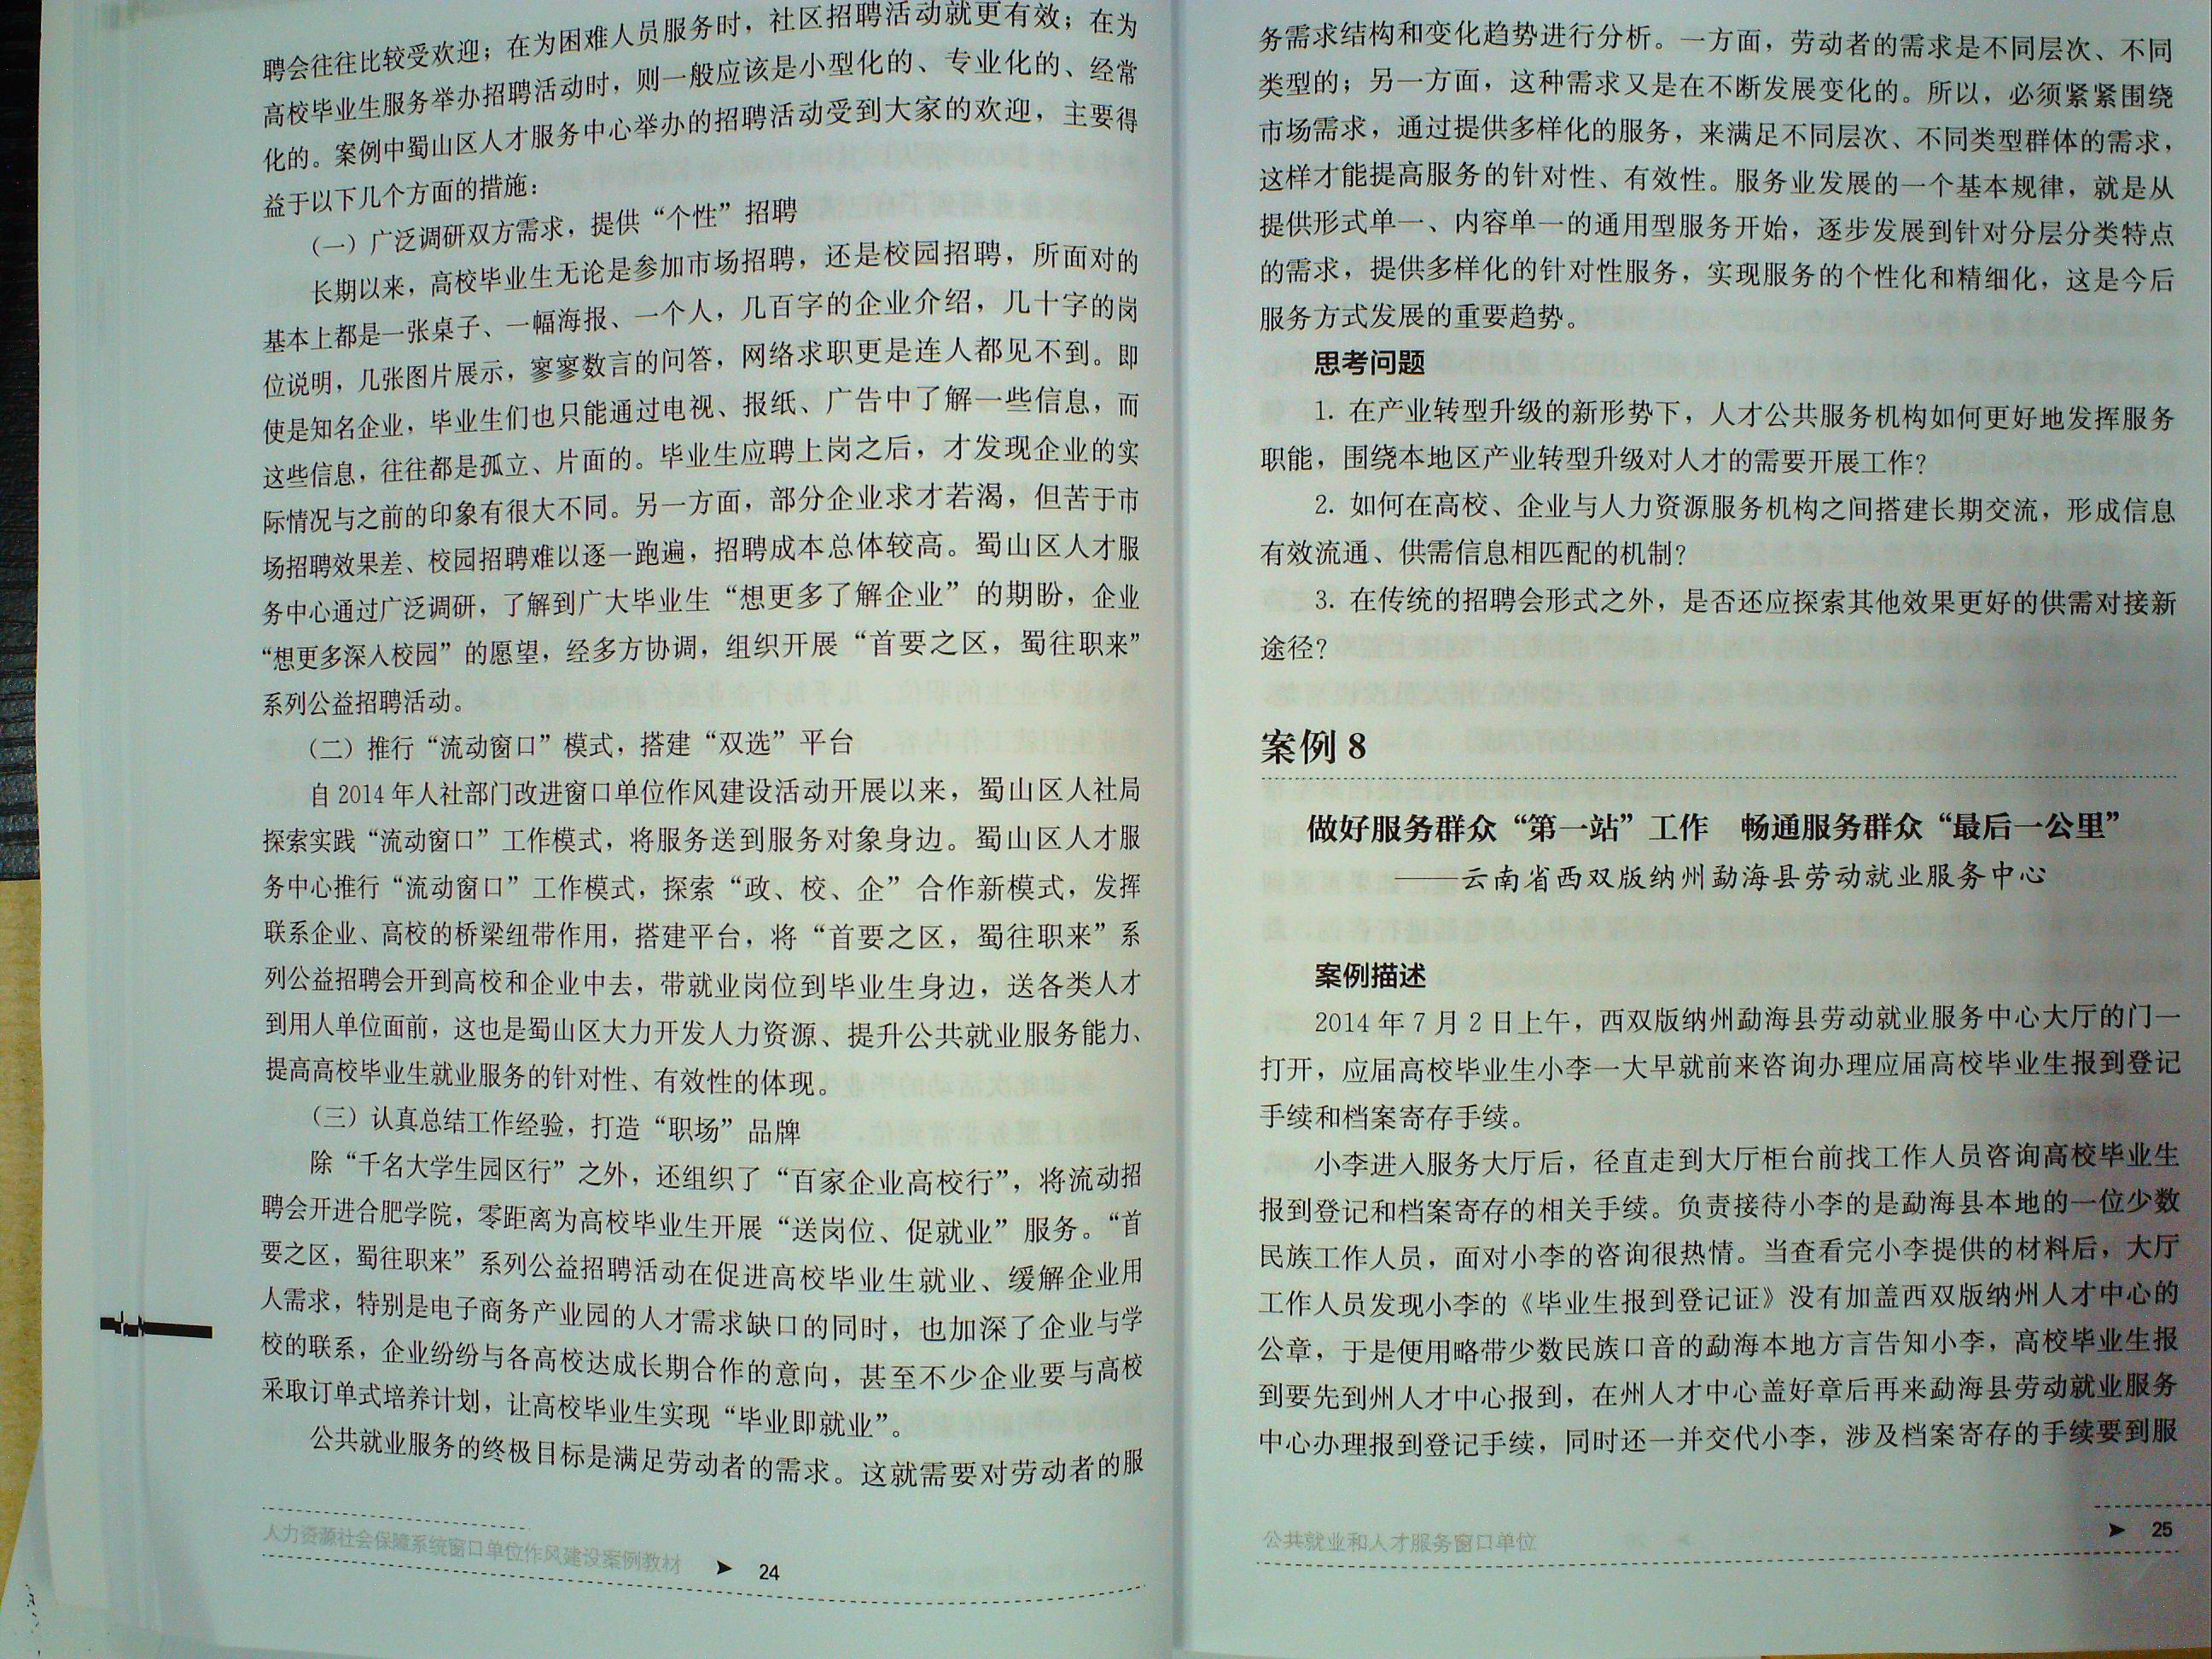 聘会往往比较受欢迎；在为困难人员服务时，社区招聘活动就更有效；在为
高校毕业生服务举办招聘活动时，则一般应该是小型化的、专业化的、经常
化的。案例中蜀山区人才服务中心举办的招聘活动受到大家的欢迎，主要得
益于以下几个方面的措施：
（一）广泛调研双方需求，提供“个性”招聘
长期以来，高校毕业生无论是参加市场招聘，还是校园招聘，所面对的
基本上都是一张桌子、一幅海报、一个人，几百字的企业介绍，几十字的岗
位说明，几张图片展示，寥寥数言的问答，网络求职更是连人都见不到。即
使是知名企业，毕业生们也只能通过电视、报纸、广告中了解一些信息，而
这些信息，往往都是孤立、片面的。毕业生应聘上岗之后，才发现企业的实
际情况与之前的印象有很大不同。另一方面，部分企业求才若渴，但苦于市
场招聘效果差、校园招聘难以逐一跑遍，招聘成本总体较高。蜀山区人才服
务中心通过广泛调研，了解到广大毕业生“想更多了解企业”的期盼，企业
“想更多深入校园”的愿望，经多方协调，组织开展“首要之区，蜀往职来”
系列公益招聘活动。
（二）推行“流动窗口”模式，搭建“双选”平台
自 2014 年人社部门改进窗口单位作风建设活动开展以来，蜀山区人社局
探索实践“流动窗口”工作模式，将服务送到服务对象身边。蜀山区人才服
务中心推行“流动窗口”工作模式，探索“政、校、企”合作新模式，发挥
联系企业、高校的桥梁纽带作用，搭建平台，将“首要之区，蜀往职来”系
列公益招聘会开到高校和企业中去，带就业岗位到毕业生身边，送各类人才
到用人单位面前，这也是蜀山区大力开发人力资源、提升公共就业服务能力、
提高高校毕业生就业服务的针对性、有效性的体现。
（三）认真总结工作经验，打造“职场”品牌
除“千名大学生园区行”之外，还组织了“百家企业高校行”，将流动招
聘会开进合肥学院，零距离为高校毕业生开展“送岗位、促就业”服务。“首
要之区，蜀往职来”系列公益招聘活动在促进高校毕业生就业、缓解企业用
人需求，特别是电子商务产业园的人才需求缺口的同时，也加深了企业与学
校的联系，企业纷纷与各高校达成长期合作的意向，甚至不少企业要与高校
采取订单式培养计划，让高校毕业生实现“毕业即就业”。
公共就业服务的终极目标是满足劳动者的需求。这就需要对劳动者的服
人力资源社会保障系统窗口单位作风建设案例教材 ➤ 24
务需求结构和变化趋势进行分析。一方面，劳动者的需求是不同层次、不同
类型的；另一方面，这种需求又是在不断发展变化的。所以，必须紧紧围绕
市场需求，通过提供多样化的服务，来满足不同层次、不同类型群体的需求，
这样才能提高服务的针对性、有效性。服务业发展的一个基本规律，就是从
提供形式单一、内容单一的通用型服务开始，逐步发展到针对分层分类特点
的需求，提供多样化的针对性服务，实现服务的个性化和精细化，这是今后
服务方式发展的重要趋势。
思考问题
1. 在产业转型升级的新形势下，人才公共服务机构如何更好地发挥服务
职能，围绕本地区产业转型升级对人才的需要开展工作？
2. 如何在高校、企业与人力资源服务机构之间搭建长期交流，形成信息
有效流通、供需信息相匹配的机制？
3. 在传统的招聘会形式之外，是否还应探索其他效果更好的供需对接新
途径？
案例 8
做好服务群众“第一站”工作　畅通服务群众“最后一公里”
——云南省西双版纳州勐海县劳动就业服务中心
案例描述
2014 年 7 月 2 日上午，西双版纳州勐海县劳动就业服务中心大厅的门一
打开，应届高校毕业生小李一大早就前来咨询办理应届高校毕业生报到登记
手续和档案寄存手续。
小李进入服务大厅后，径直走到大厅柜台前找工作人员咨询高校毕业生
报到登记和档案寄存的相关手续。负责接待小李的是勐海县本地的一位少数
民族工作人员，面对小李的咨询很热情。当查看完小李提供的材料后，大厅
工作人员发现小李的《毕业生报到登记证》没有加盖西双版纳州人才中心的
公章，于是便用略带少数民族口音的勐海本地方言告知小李，高校毕业生报
到要先到州人才中心报到，在州人才中心盖好章后再来勐海县劳动就业服务
中心办理报到登记手续，同时还一并交代小李，涉及档案寄存的手续要到服
公共就业和人才服务窗口单位 ➤ 25